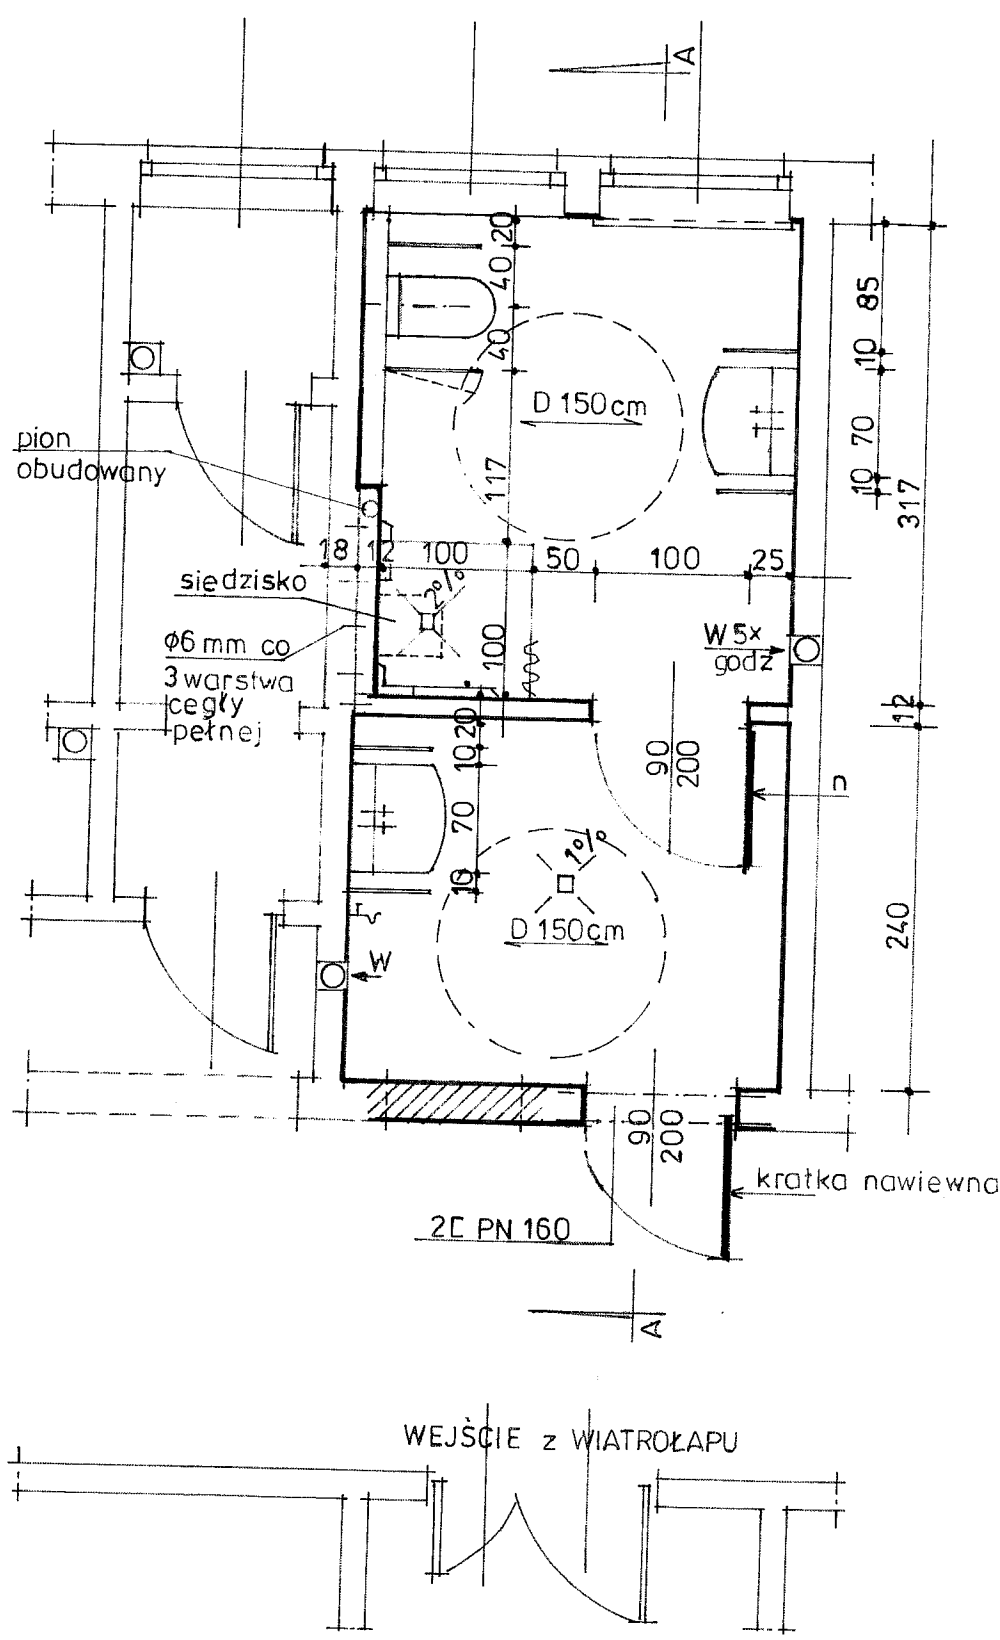 A
20
40
40
85
10
D 150cm
70
10
pion
obudowany
117
317
18 12 100 50 100 25
siedzisko
2%
ϕ6 mm co
3 warstwa
cegły
pełnej
100
W 5x
godz
12
20
10
90
200
n
70
1%
10
D 150cm
240
W
90
200
kratka nawiewna
2[ PN 160
A
WEJŚCIE z WIATROŁAPU